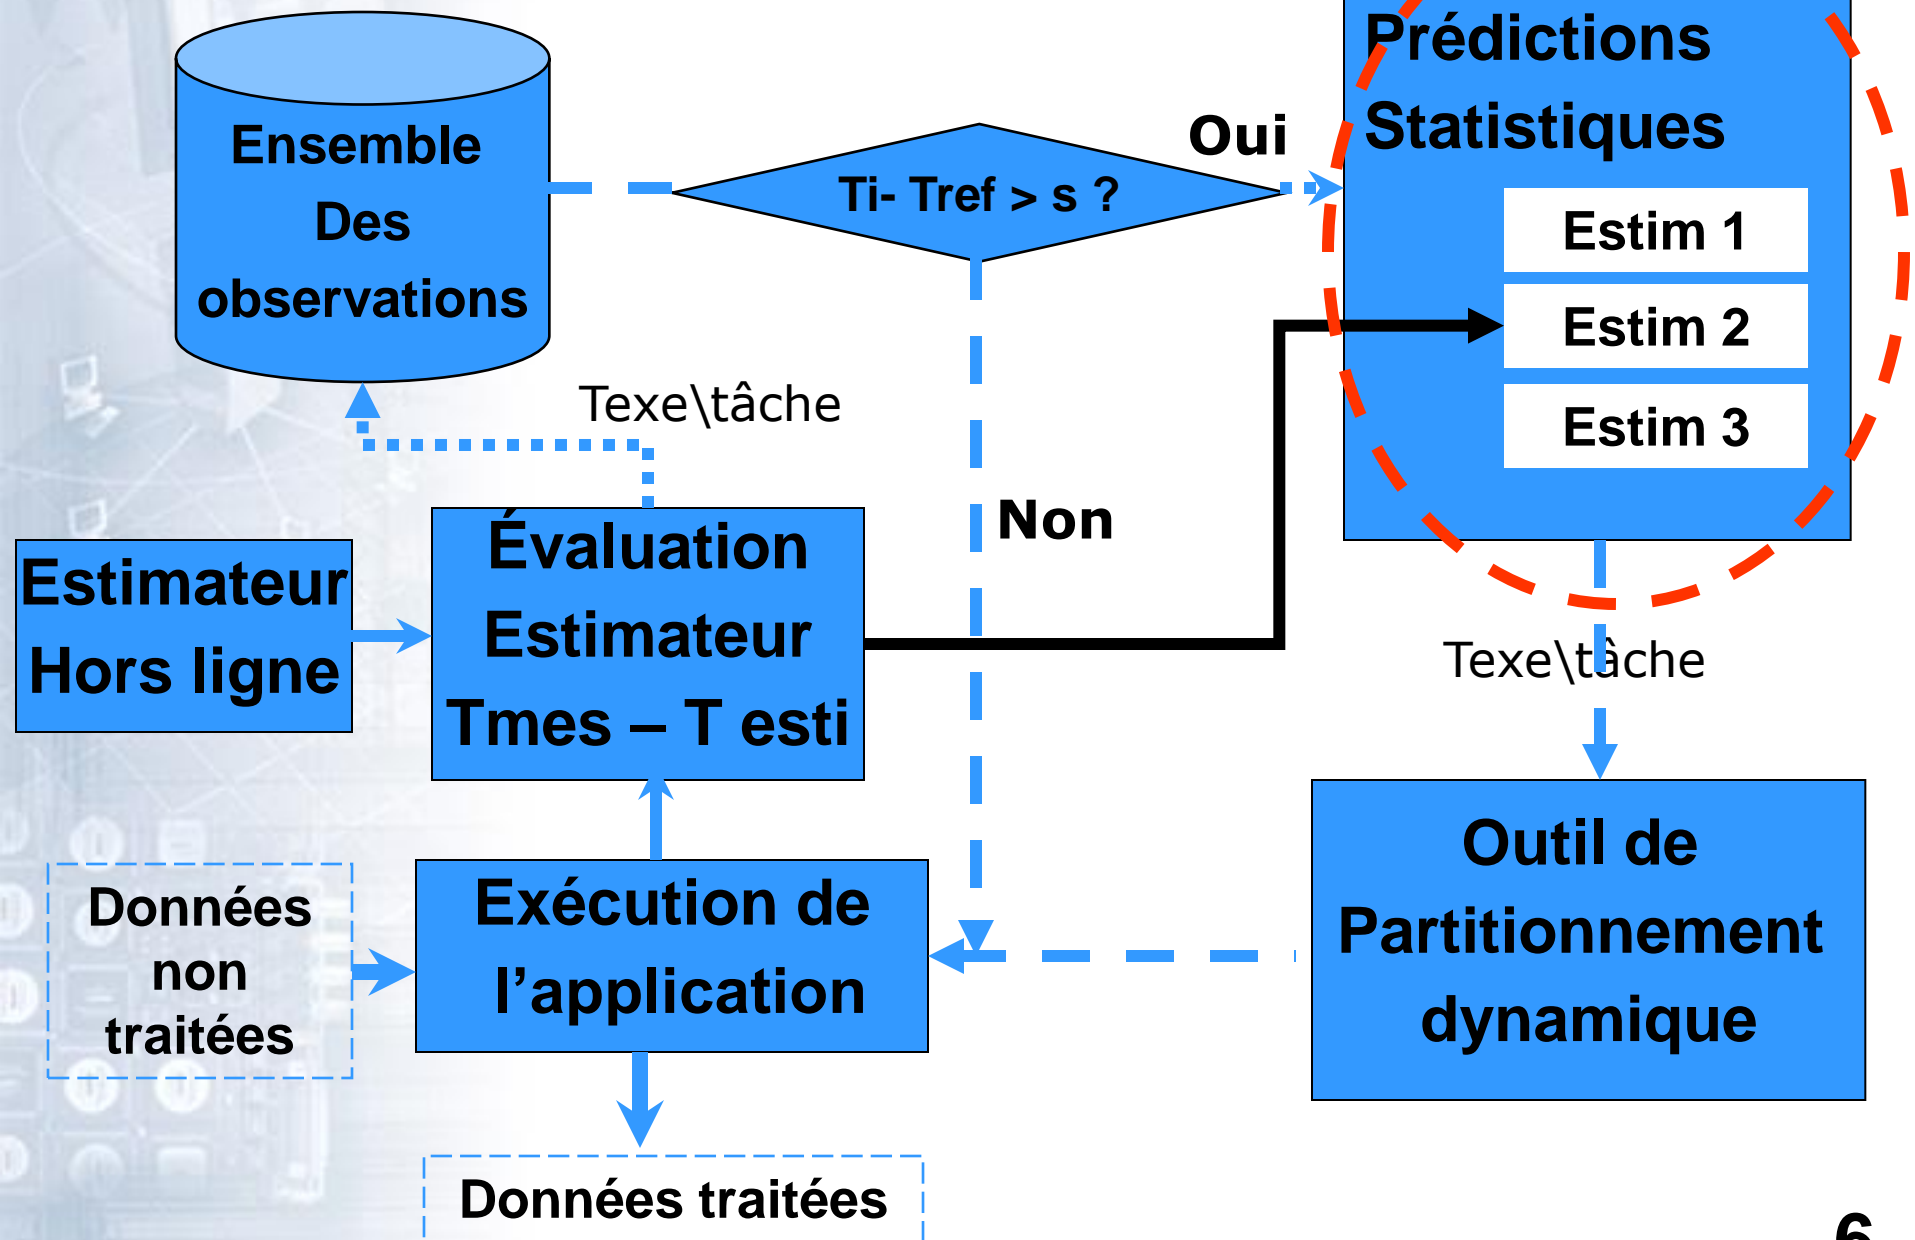 Prédictions
Statistiques
Ensemble
Des
observations
Oui
Ti- Tref > s ?
Estim 1
Estim 2
Estim 3
Texe\tâche
Non
Estimateur
Hors ligne
Évaluation
Estimateur
Tmes – T esti
Texe\tâche
Outil de
Partitionnement
dynamique
Données
non
traitées
Exécution de
l’application
Données traitées
6